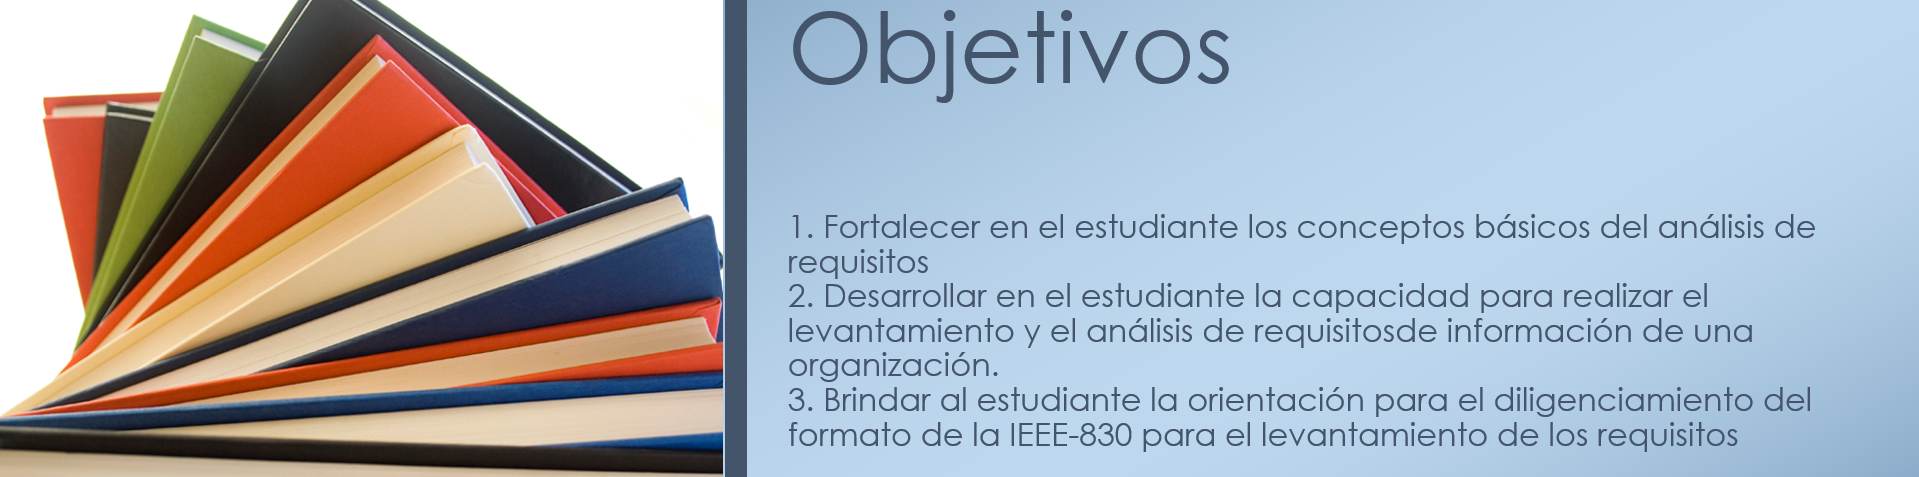 Objetivos
1. Fortalecer en el estudiante los conceptos básicos del análisis de
requisitos
2. Desarrollar en el estudiante la capacidad para realizar el
levantamiento y el análisis de requisitosde información de una
organización.
3. Brindar al estudiante la orientación para el diligenciamiento del
formato de la IEEE-830 para el levantamiento de los requisitos